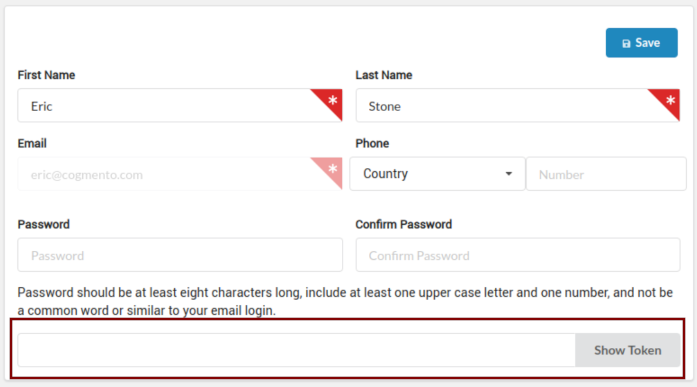 Save
First Name
Last Name
Eric
Stone
Email
Phone
eric@cogmento.com
Country
Number
Password
Confirm Password
Password
Confirm Password
Password should be at least eight characters long, include at least one upper case letter and one number, and not be
a common word or similar to your email login.
Show Token